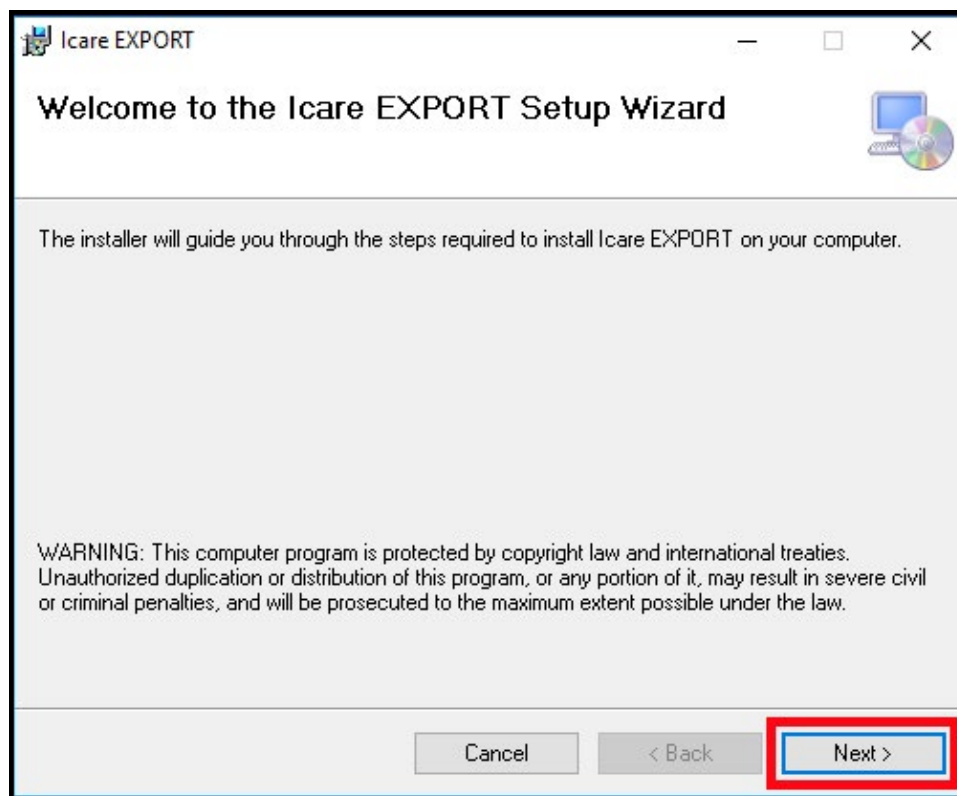 Icare EXPORT
Welcome to the Icare EXPORT Setup Wizard
The installer will guide you through the steps required to install Icare EXPORT on your computer.
WARNING: This computer program is protected by copyright law and international treaties.
Unauthorized duplication or distribution of this program, or any portion of it, may result in severe civil
or criminal penalties, and will be prosecuted to the maximum extent possible under the law.
Cancel
< Back
Next >